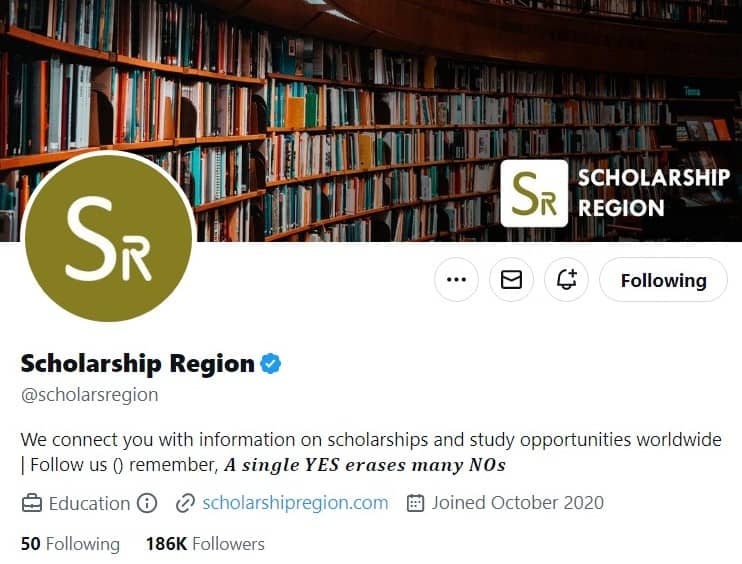 Tema
SR SCHOLARSHIP
REGION
SR
Following
Scholarship Region
@scholarsregion
We connect you with information on scholarships and study opportunities worldwide
| Follow us () remember, A single YES erases many NOs
Education scholarshipregion.com Joined October 2020
50 Following 186K Followers